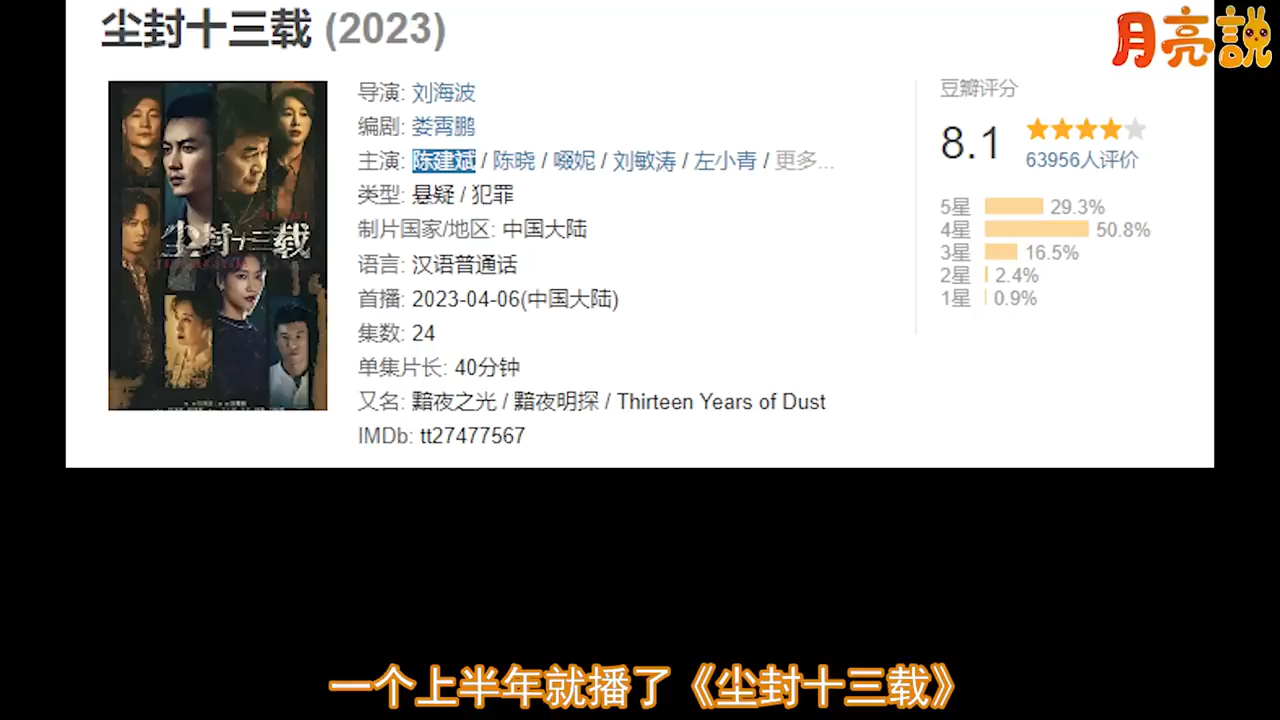 尘封十三载 (2023)
月亮説
导演: 刘海波
编剧: 娄霄鹏
主演: 陈建斌 / 陈晓 / 啜妮 / 刘敏涛 / 左小青 / 更多...
类型: 悬疑 / 犯罪
制片国家/地区: 中国大陆
语言: 汉语普通话
首播: 2023-04-06(中国大陆)
集数: 24
单集片长: 40分钟
又名: 黯夜之光 / 黯夜明探 / Thirteen Years of Dust
IMDb: tt27477567
豆瓣评分
8.1
63956人评价
5星 29.3%
4星 50.8%
3星 16.5%
2星 2.4%
1星 0.9%
尘封十三载
一个上半年就播了《尘封十三载》